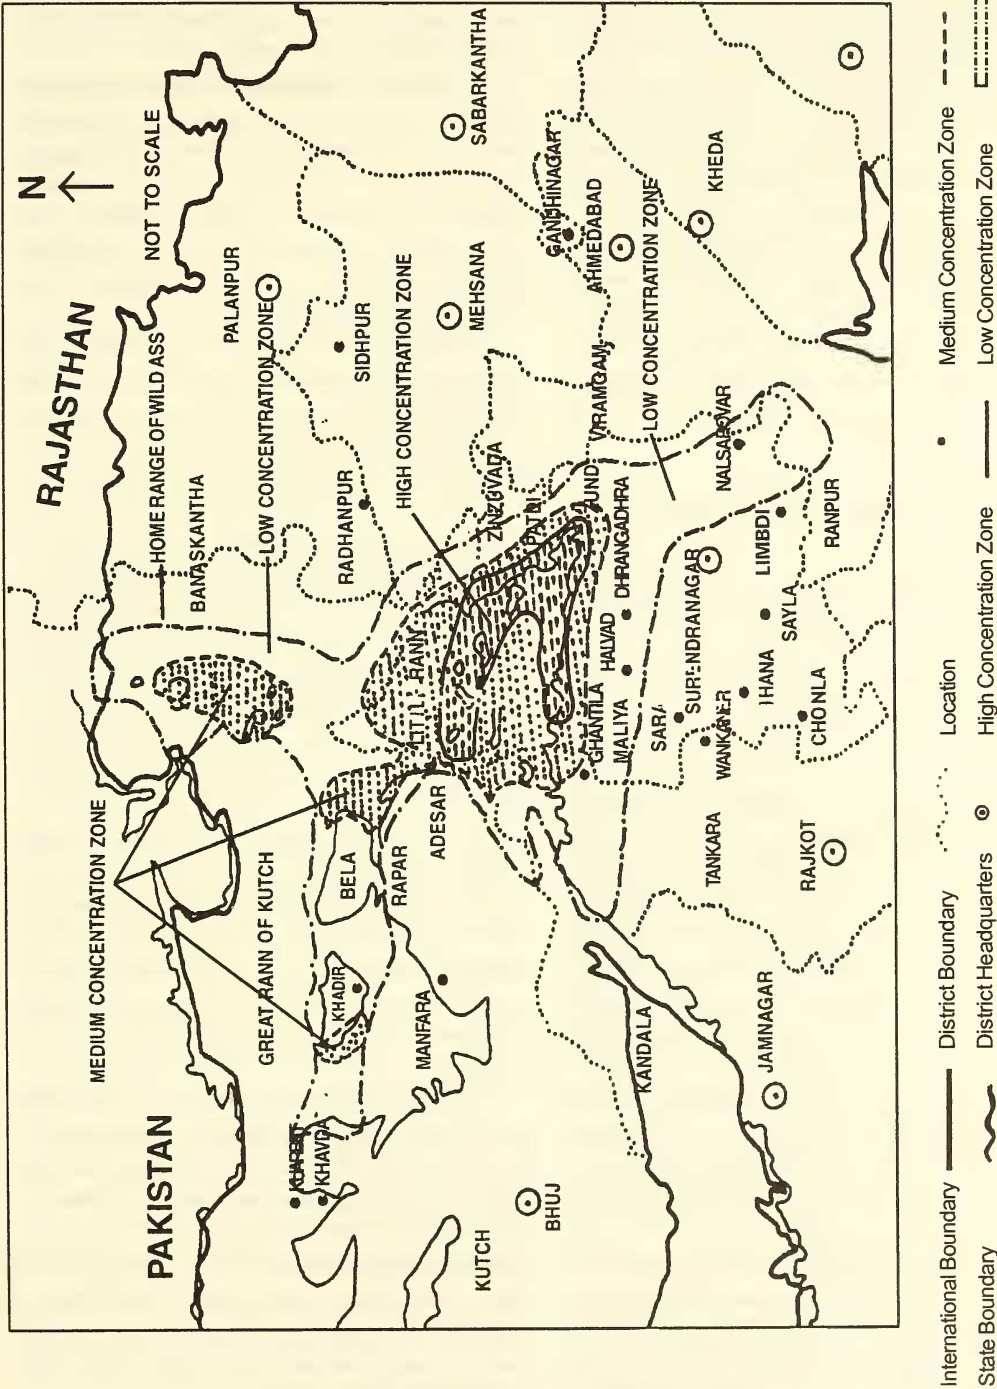 N
NOT TO SCALE
RAJASTHAN
PAKISTAN
MEDIUM CONCENTRATION ZONE
HOME RANGE OF WILD ASS
PALANPUR
BANASKANTHA
LOW CONCENTRATION ZONE
GREAT RANN OF KUTCH
KHAVDA
KHADIR
BELA
RADHANPUR
SIDHPUR
RAPAR
HIGH CONCENTRATION ZONE
MANFARA
ADESAR
RANN
MEHSANA
SABARKANTHA
KUTCH
ZINZUVADA
PATDI
BHUJ
GANDHINAGAR
GHANTILA
HALVAD
VIRAMGAM
AHMEDABAD
MALIYA
DHRANGADHRA
KANDALA
SARA
LOW CONCENTRATION ZONE
SURENDRANAGAR
TANKARA
WANKANER
NALSAROVAR
KHEDA
JAMNAGAR
LIMBDI
SAYLA
RAJKOT
RANPUR
International Boundary
District Boundary
Location
Medium Concentration Zone
State Boundary
District Headquarters
High Concentration Zone
Low Concentration Zone